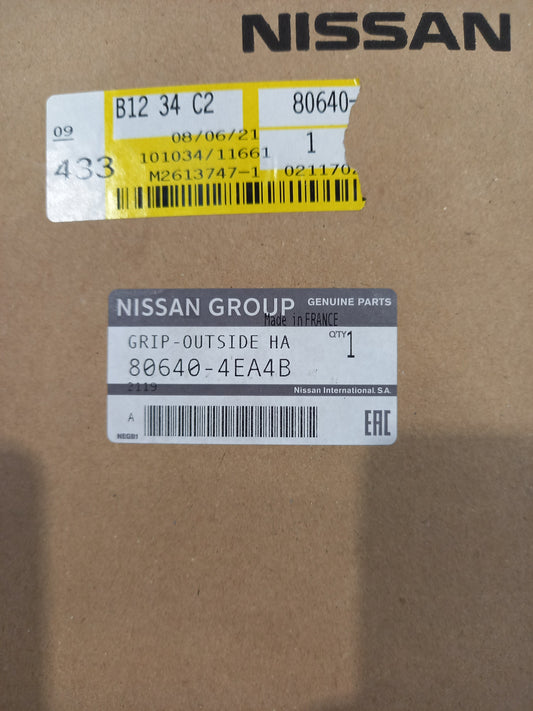 NISSAN
B12 34 C2
80640-
09
433
08/06/21
1
101034/11661
M2613747-1
NISSAN GROUP GENUINE PARTS
Made in FRANCE
GRIP-OUTSIDE HA QTY 1
80640-4EA4B
2119
Nissan International. S.A.
A
NEGB1
EAC